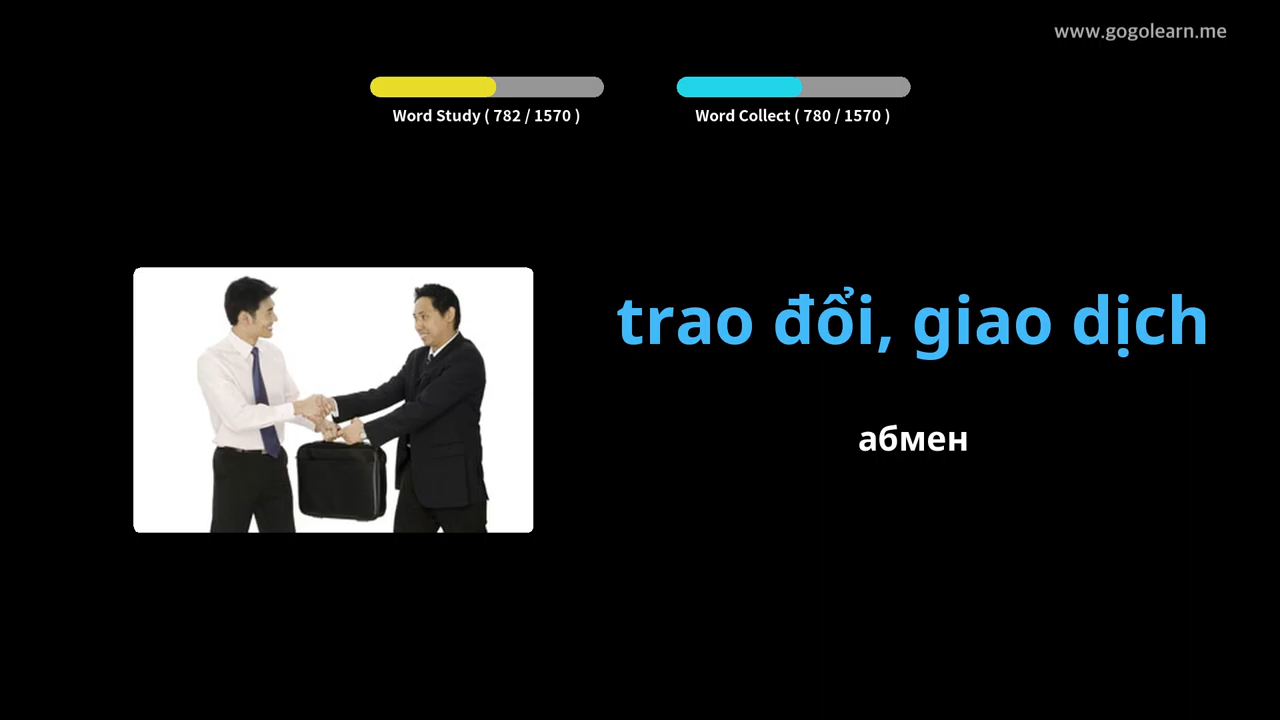 www.gogolearn.me
Word Study ( 782 / 1570 )
Word Collect ( 780 / 1570 )
trao đổi, giao dịch
абмен